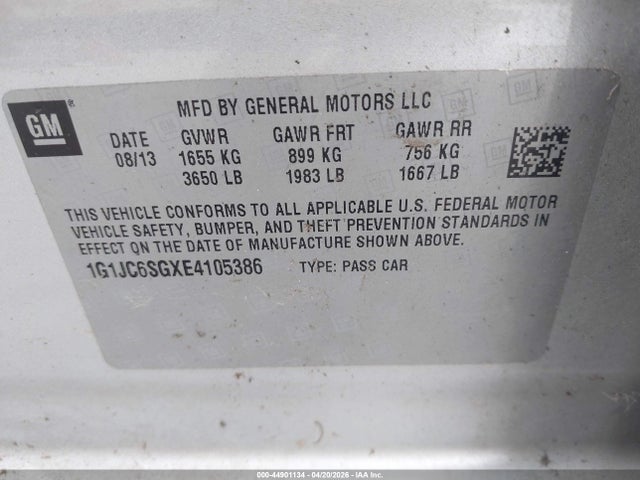 GM
MFD BY GENERAL MOTORS LLC
DATE GVWR GAWR FRT GAWR RR
08/13 1655 KG 899 KG 756 KG
3650 LB 1983 LB 1667 LB
THIS VEHICLE CONFORMS TO ALL APPLICABLE U.S. FEDERAL MOTOR
VEHICLE SAFETY, BUMPER, AND THEFT PREVENTION STANDARDS IN
EFFECT ON THE DATE OF MANUFACTURE SHOWN ABOVE.
1G1JC6SGXE4105386 TYPE: PASS CAR
000-44901134 - 04/20/2026 - IAAI.COM